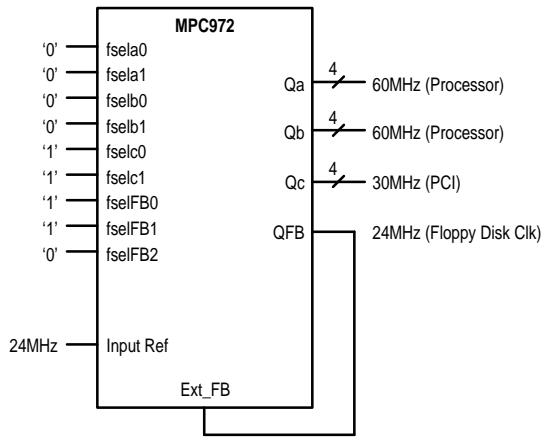 MPC972
‘0’ fsela0
‘0’ fsela1
‘0’ fselb0
‘0’ fselb1
‘1’ fselc0
‘1’ fselc1
‘1’ fselFB0
‘1’ fselFB1
‘0’ fselFB2
24MHz Input Ref
Ext_FB
Qa 4 60MHz (Processor)
Qb 4 60MHz (Processor)
Qc 4 30MHz (PCI)
QFB 24MHz (Floppy Disk Clk)